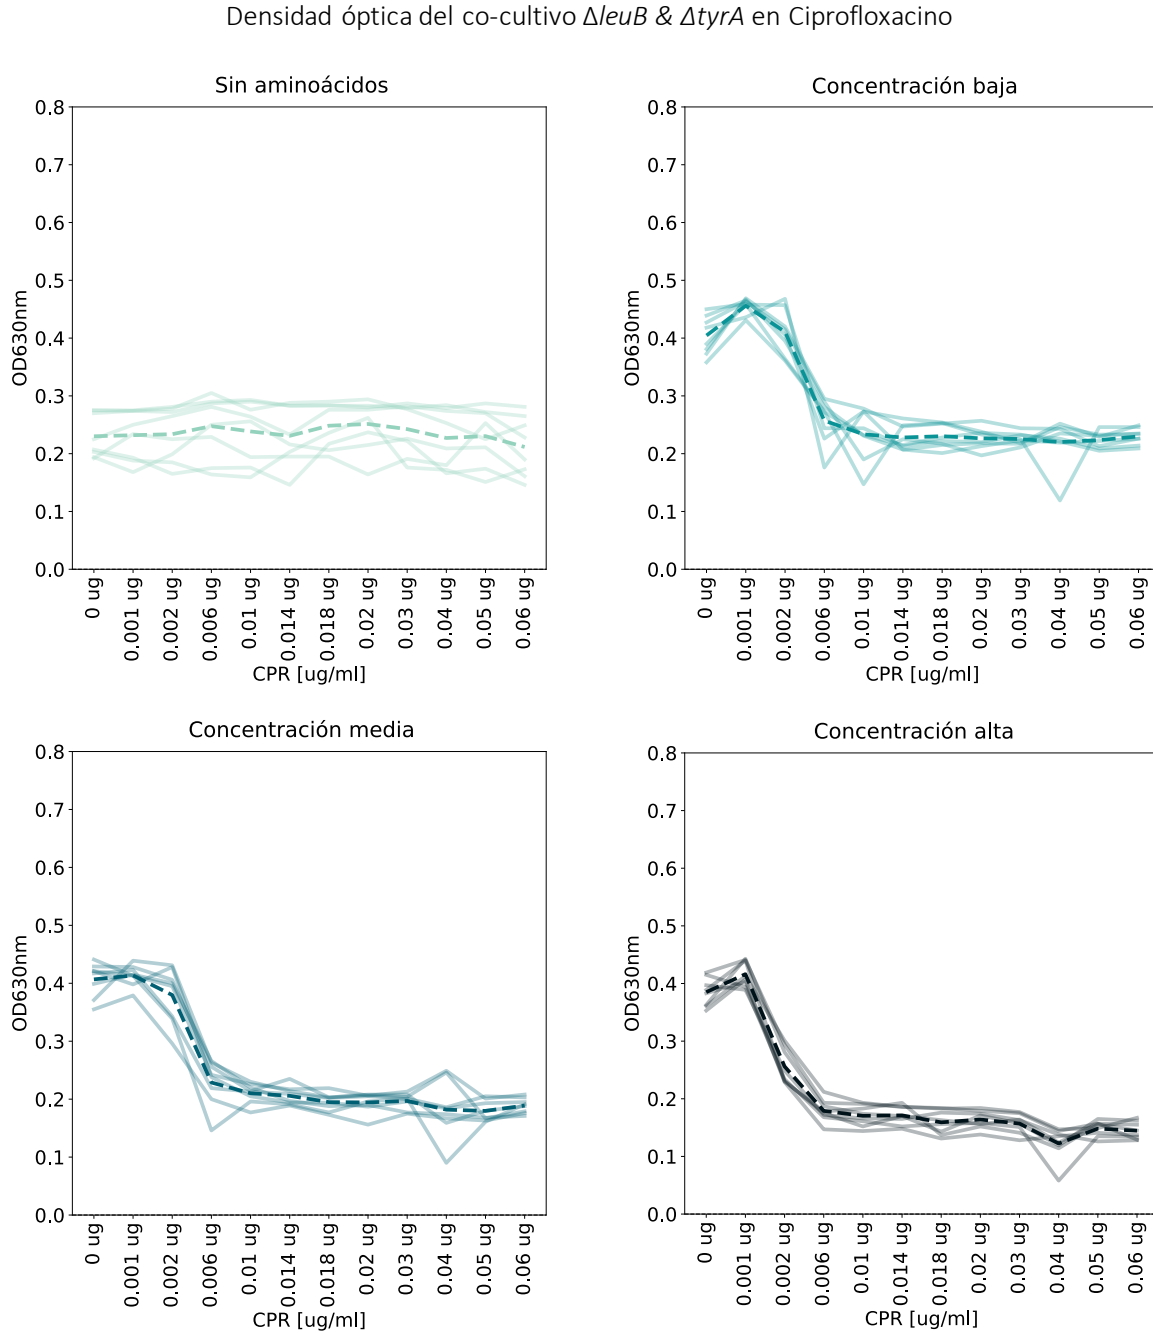 Densidad óptica del co-cultivo ΔleuB & ΔtyrA en Ciprofloxacino
Sin aminoácidos
0.8
0.7
0.6
0.5
0.4
0.3
0.2
0.1
0.0
OD630nm
0 ug
0.001 ug
0.002 ug
0.006 ug
0.01 ug
0.014 ug
0.018 ug
0.02 ug
0.03 ug
0.04 ug
0.05 ug
0.06 ug
CPR [ug/ml]
Concentración baja
0.8
0.7
0.6
0.5
0.4
0.3
0.2
0.1
0.0
OD630nm
0 ug
0.001 ug
0.002 ug
0.006 ug
0.01 ug
0.014 ug
0.018 ug
0.02 ug
0.03 ug
0.04 ug
0.05 ug
0.06 ug
CPR [ug/ml]
Concentración media
0.8
0.7
0.6
0.5
0.4
0.3
0.2
0.1
0.0
OD630nm
0 ug
0.001 ug
0.002 ug
0.006 ug
0.01 ug
0.014 ug
0.018 ug
0.02 ug
0.03 ug
0.04 ug
0.05 ug
0.06 ug
CPR [ug/ml]
Concentración alta
0.8
0.7
0.6
0.5
0.4
0.3
0.2
0.1
0.0
OD630nm
0 ug
0.001 ug
0.002 ug
0.006 ug
0.01 ug
0.014 ug
0.018 ug
0.02 ug
0.03 ug
0.04 ug
0.05 ug
0.06 ug
CPR [ug/ml]